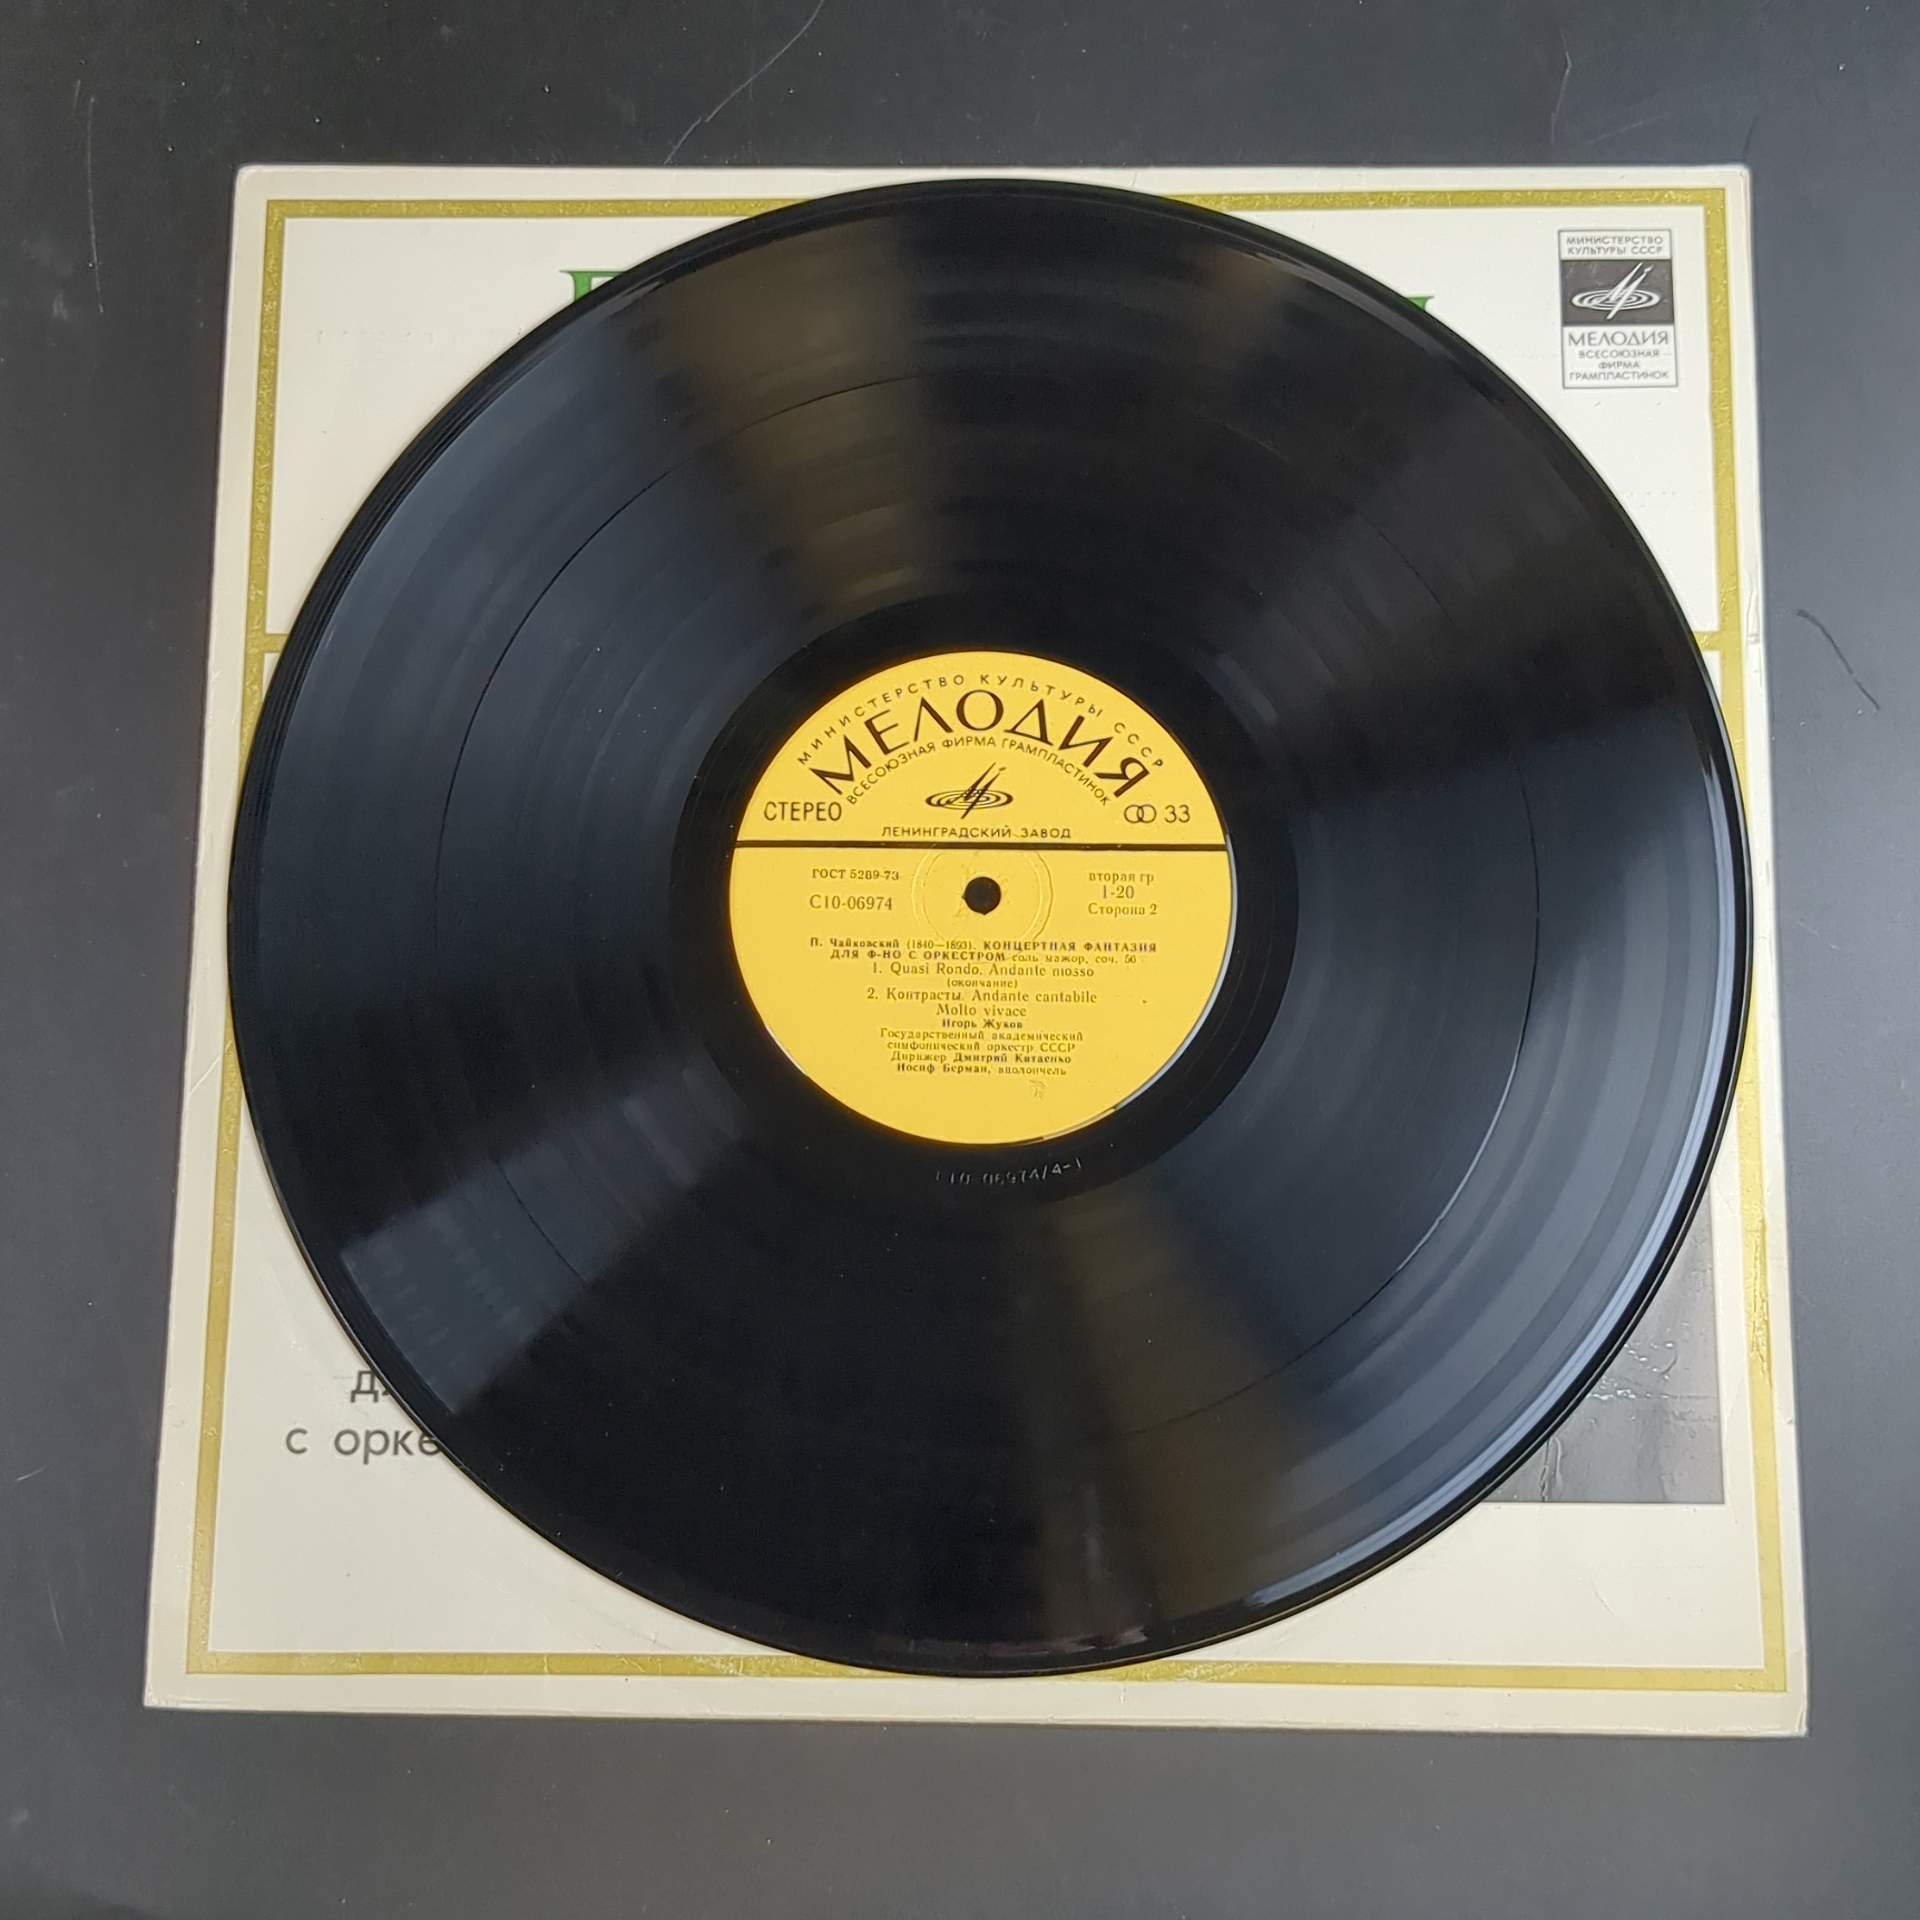 МИНИСТЕРСТВО
КУЛЬТУРЫ СССР
МЕЛОДИЯ
ВСЕСОЮЗНАЯ
ФИРМА
ГРАМПЛАСТИНОК
МИНИСТЕРСТВО КУЛЬТУРЫ СССР
МЕЛОДИЯ
ВСЕСОЮЗНАЯ ФИРМА ГРАМПЛАСТИНОК
СТЕРЕО 33
ЛЕНИНГРАДСКИЙ ЗАВОД
ГОСТ 5289-73 вторая гр
С10-06974 1-20
Сторона 2
П. Чайковский (1840—1893). КОНЦЕРТНАЯ ФАНТАЗИЯ
ДЛЯ Ф-НО С ОРКЕСТРОМ соль мажор, соч. 56
1. Quasi Rondo. Andante mosso
(окончание)
2. Контрасты. Andante cantabile
Molto vivace
Игорь Жуков
Государственный академический
симфонический оркестр СССР
Дирижер Дмитрий Китаенко
Иосиф Берман, виолончель
10-06974/4-1
с орке